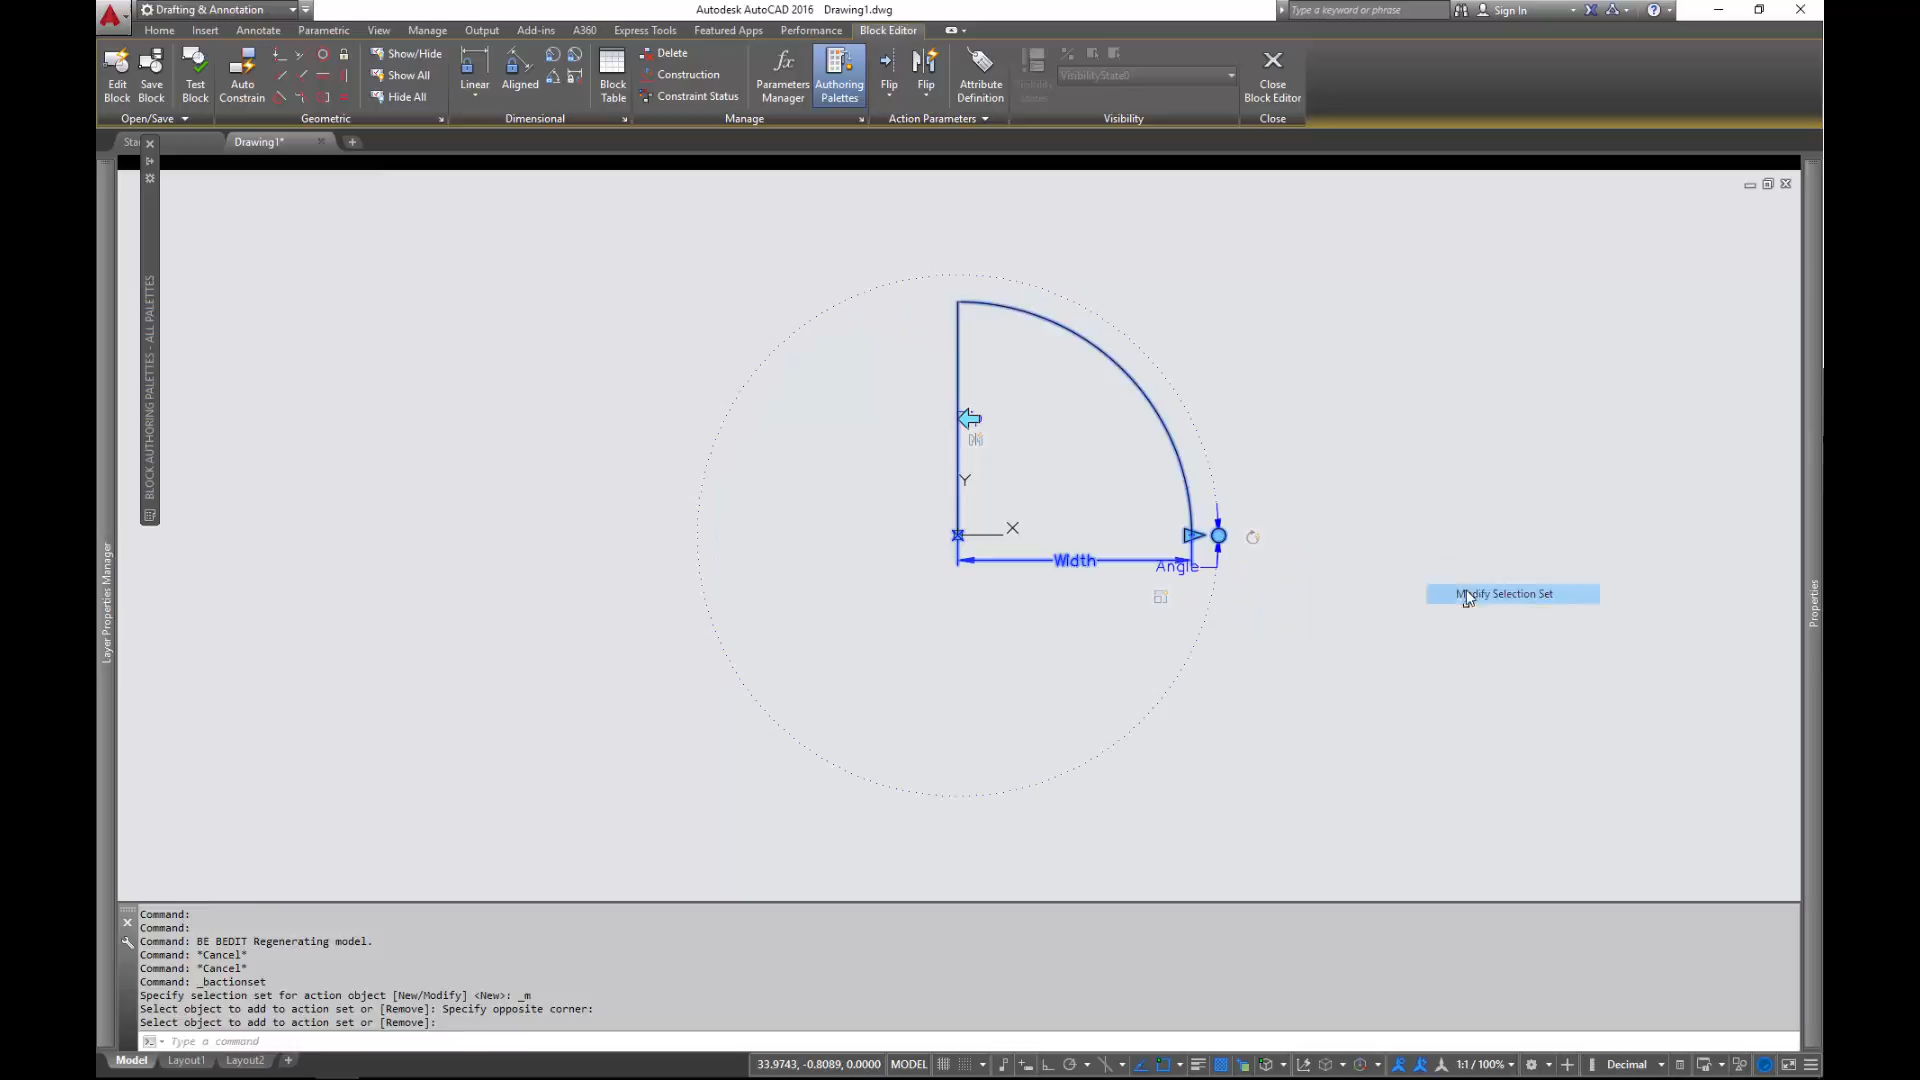 Drafting & Annotation
Autodesk AutoCAD 2016 Drawing1.dwg
Type a keyword or phrase
Sign In
Home Insert Annotate Parametric View Manage Output Add-ins A360 Express Tools Featured Apps Performance Block Editor
Edit Block
Save Block
Test Block
Auto Constrain
Show/Hide
Show All
Hide All
Linear
Aligned
Block Table
Delete
Construction
Constraint Status
Parameters Manager
Authoring Palettes
Flip
Flip
Attribute Definition
VisibilityState0
Close Block Editor
Open/Save Geometric Dimensional Manage Action Parameters Visibility Close
Drawing1*
BLOCK AUTHORING PALETTES - ALL PALETTES
Layer Properties Manager
Properties
Y
X
Width
Angle
Modify Selection Set
Command:
Command:
Command: BE BEDIT Regenerating model.
Command: *Cancel*
Command: *Cancel*
Command: _bactionset
Specify selection set for action object [New/Modify] <New>: _m
Select object to add to action set or [Remove]: Specify opposite corner:
Select object to add to action set or [Remove]:
Type a command
Model Layout1 Layout2
33.9743, -0.8089, 0.0000 MODEL 1:1 / 100% Decimal